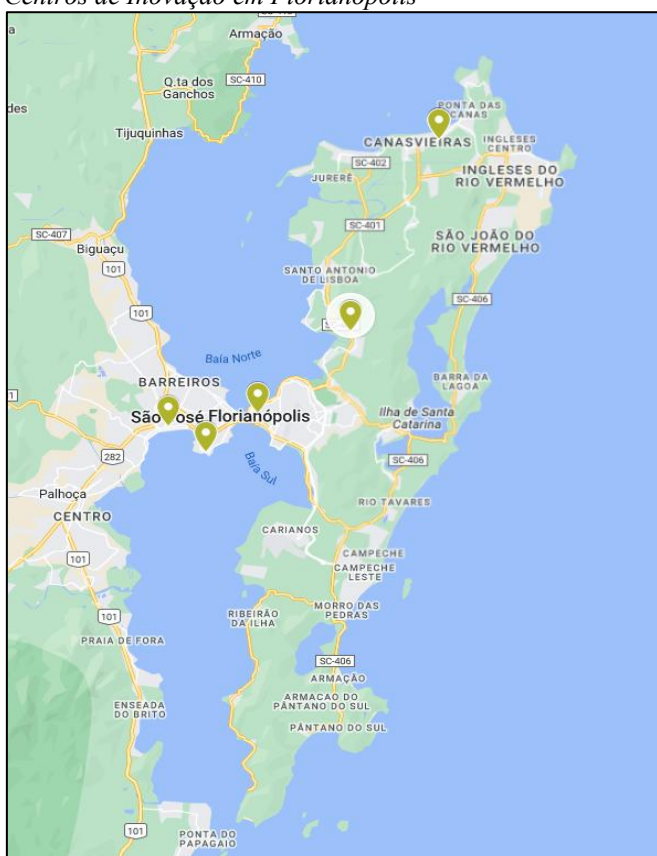 Centros de Inovação em Florianópolis
Armação
SC-410
Q.ta dos
Ganchos
des
Tijuquinhas
PONTA DAS
CANAS
CANASVIEIRAS
INGLESES
CENTRO
SC-402
JURERÊ
INGLESES DO
RIO VERMELHO
SC-401
SC-407
Biguaçu
SÃO JOÃO DO
RIO VERMELHO
101
SANTO ANTONIO
DE LISBOA
SC-406
101
Baía Norte
BARREIROS
BARRA DA
LAGOA
São José
Florianópolis
Ilha de Santa
Catarina
282
Baía Sul
SC-406
Palhoça
CENTRO
RIO TAVARES
CARIANOS
101
CAMPECHE
CAMPECHE
LESTE
101
RIBEIRÃO
DA ILHA
MORRO DAS
PEDRAS
PRAIA DE FORA
SC-406
ARMAÇÃO
ENSEADA
DO BRITO
ARMACAO DO
PÂNTANO DO SUL
PÂNTANO DO SUL
101
PONTA DO
PAPAGAIO